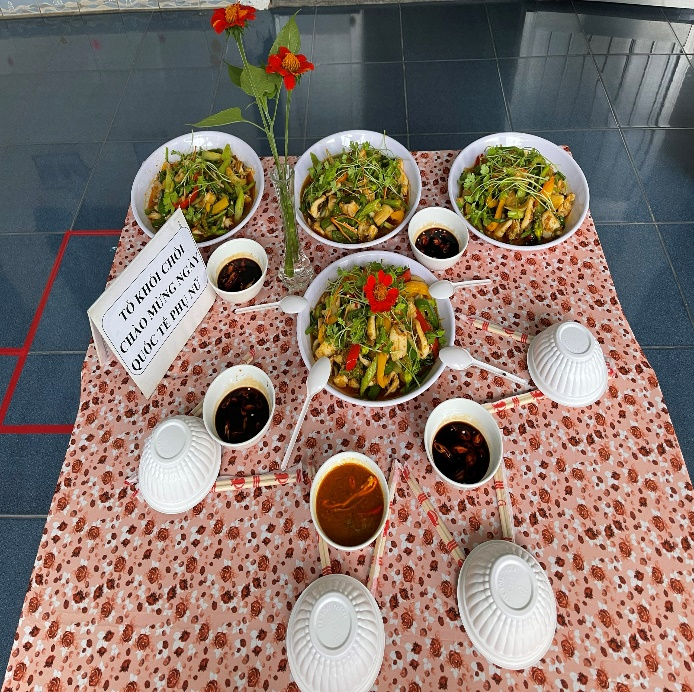 TỔ KHỐI CHỒI
CHÀO MỪNG NGÀY
QUỐC TẾ PHỤ NỮ